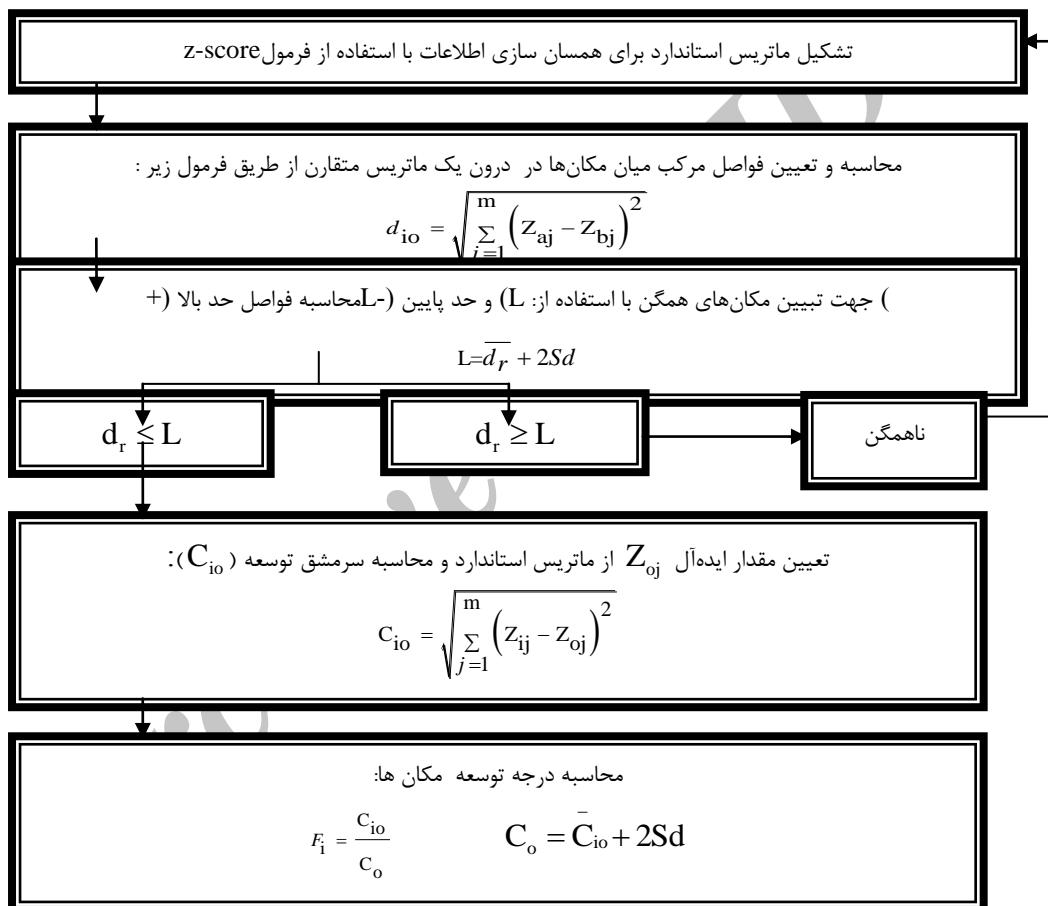 تشکیل ماتریس استاندارد برای همسان سازی اطلاعات با استفاده از فرمولz-score
محاسبه و تعیین فواصل مرکب میان مکان‌ها در درون یک ماتریس متقارن از طریق فرمول زیر :
d_io = √(Σ_{j=1}^{m} (Z_aj − Z_bj)^2)
) جهت تبیین مکان‌های همگن با استفاده از: L) و حد پایین (-Lمحاسبه فواصل حد بالا (+
L=d̅_r + 2Sd
d_r ≤ L
d_r ≥ L
ناهمگن
تعیین مقدار ایده‌آل Z_oj از ماتریس استاندارد و محاسبه سرمشق توسعه (C_io):
C_io = √(Σ_{j=1}^{m} (Z_ij − Z_oj)^2)
محاسبه درجه توسعه مکان ها:
F_i = C_io / C_o
C_o = C̄_io + 2Sd